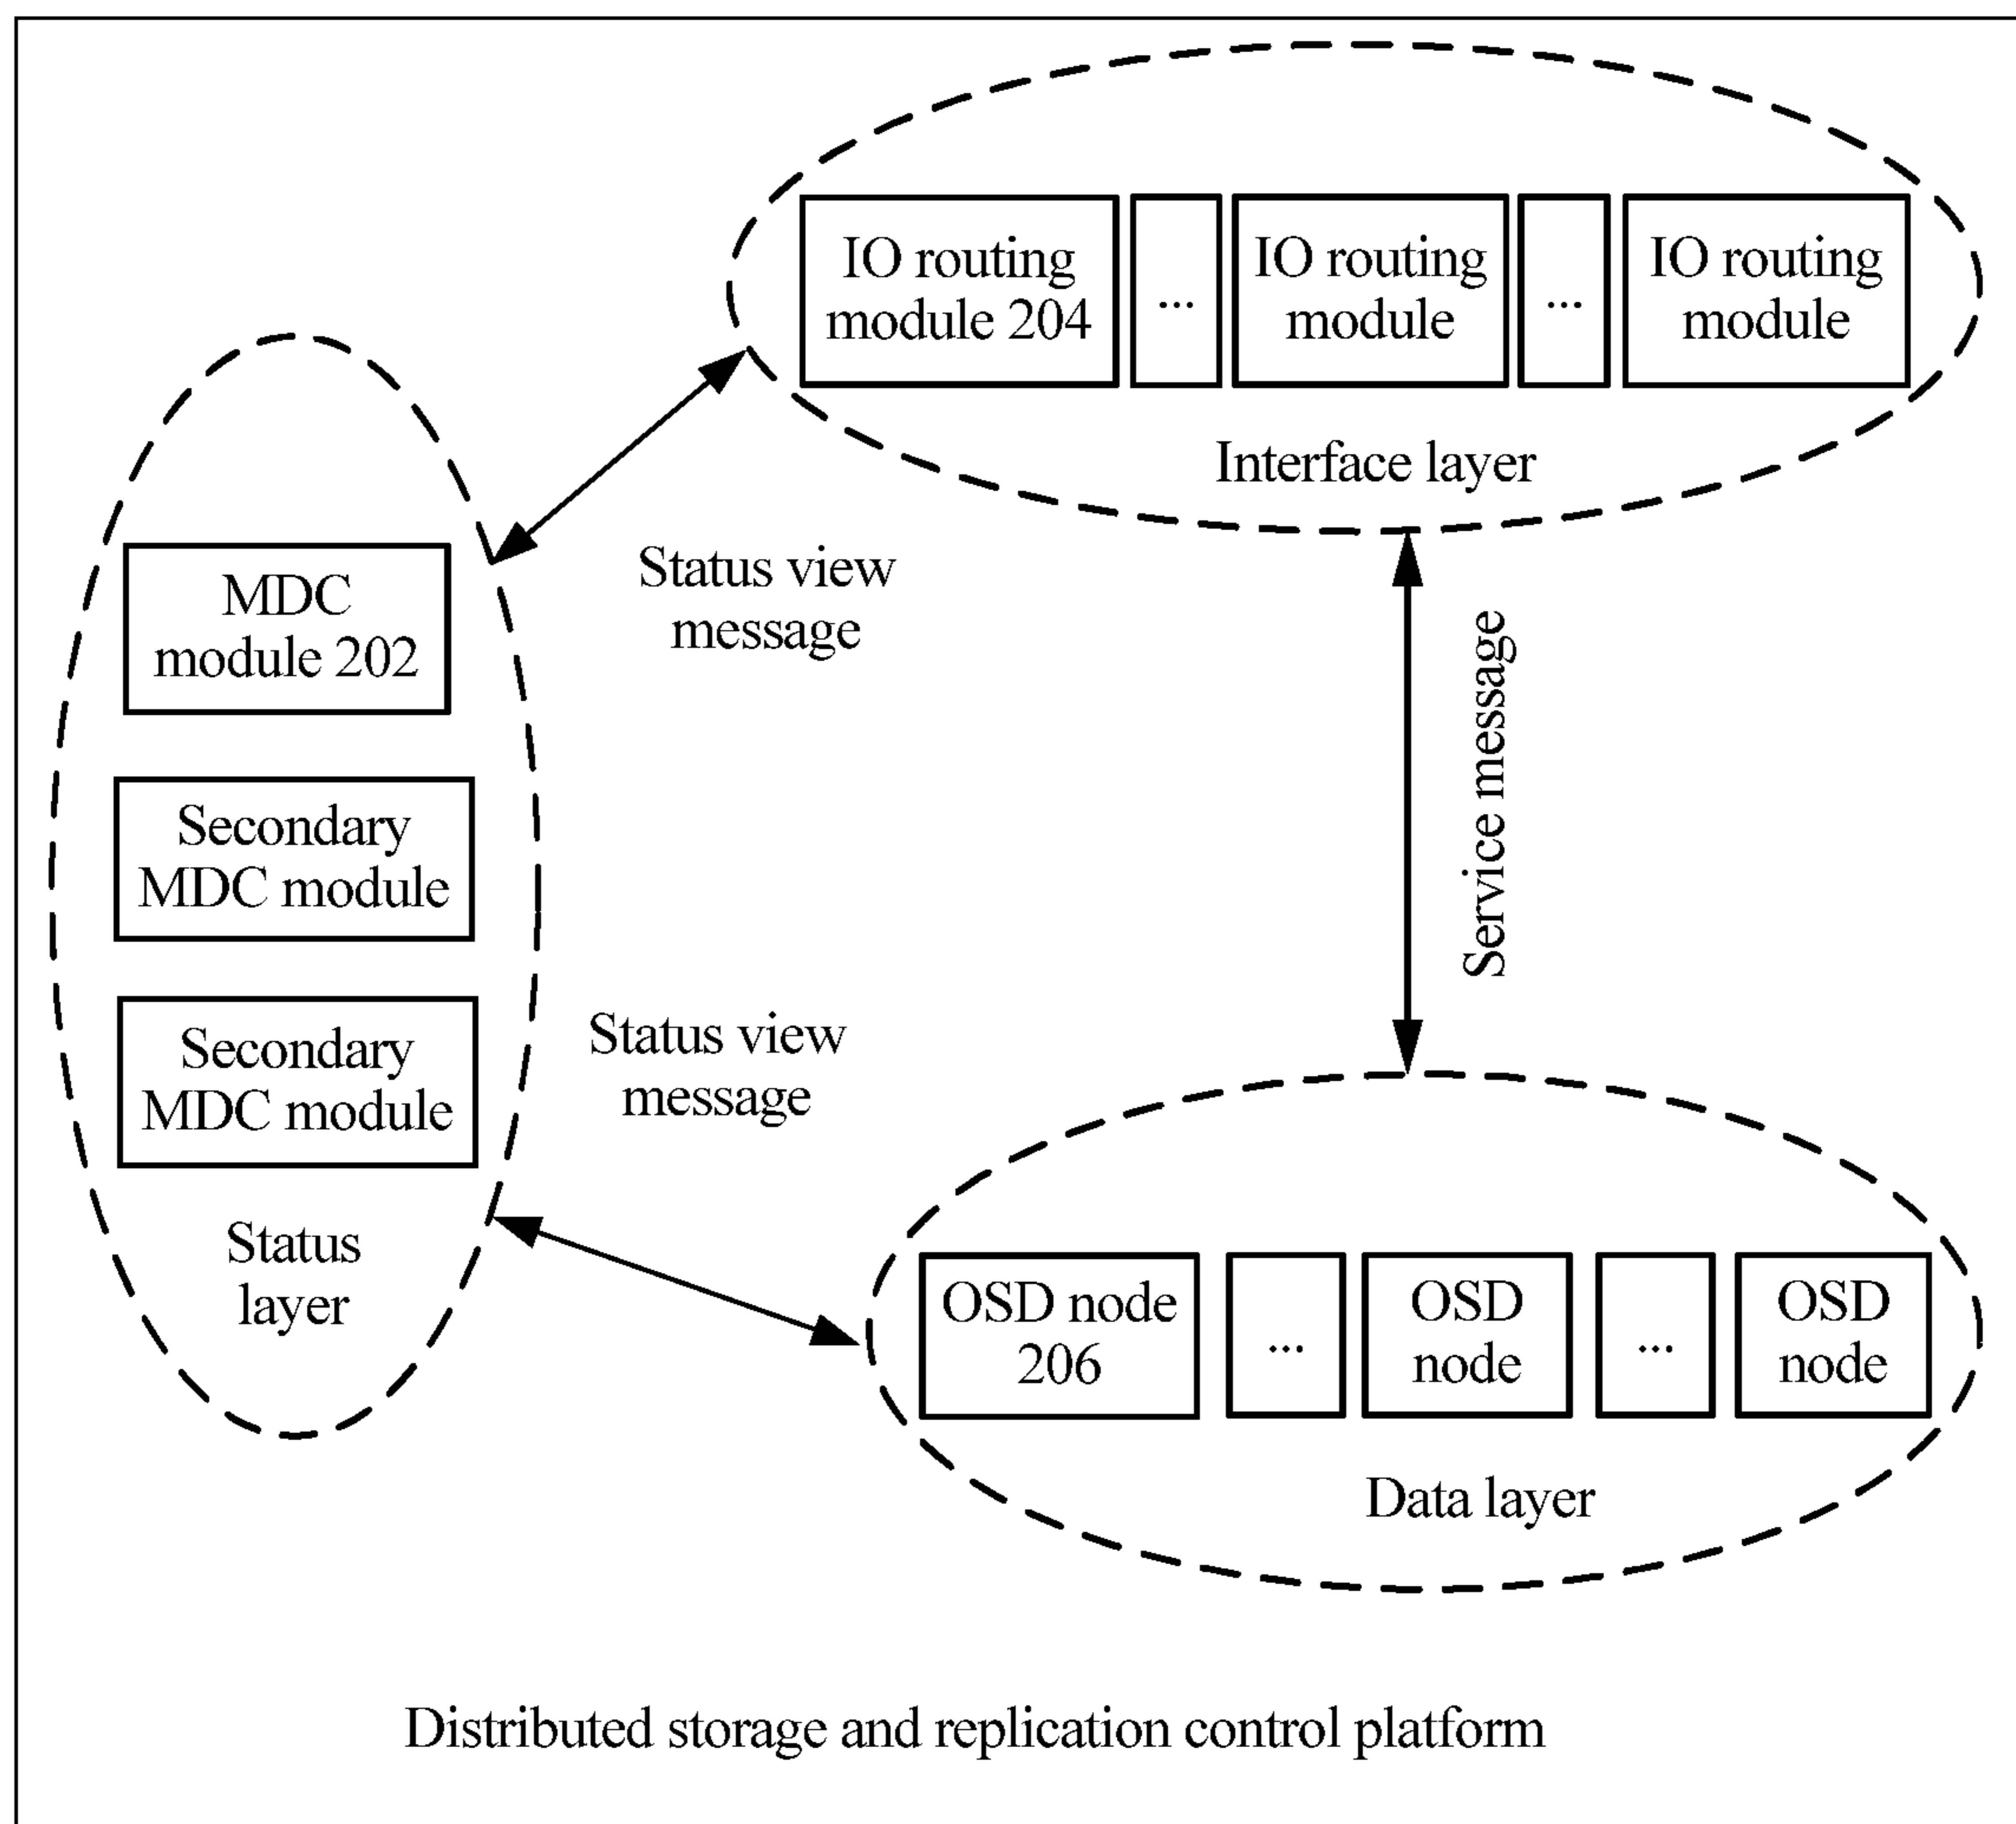 IO routing
module 204
...
IO routing
module
...
IO routing
module
Interface layer
MDC
module 202
Secondary
MDC module
Secondary
MDC module
Status
layer
Status view
message
Service message
Status view
message
OSD node
206
...
OSD
node
...
OSD
node
Data layer
Distributed storage and replication control platform